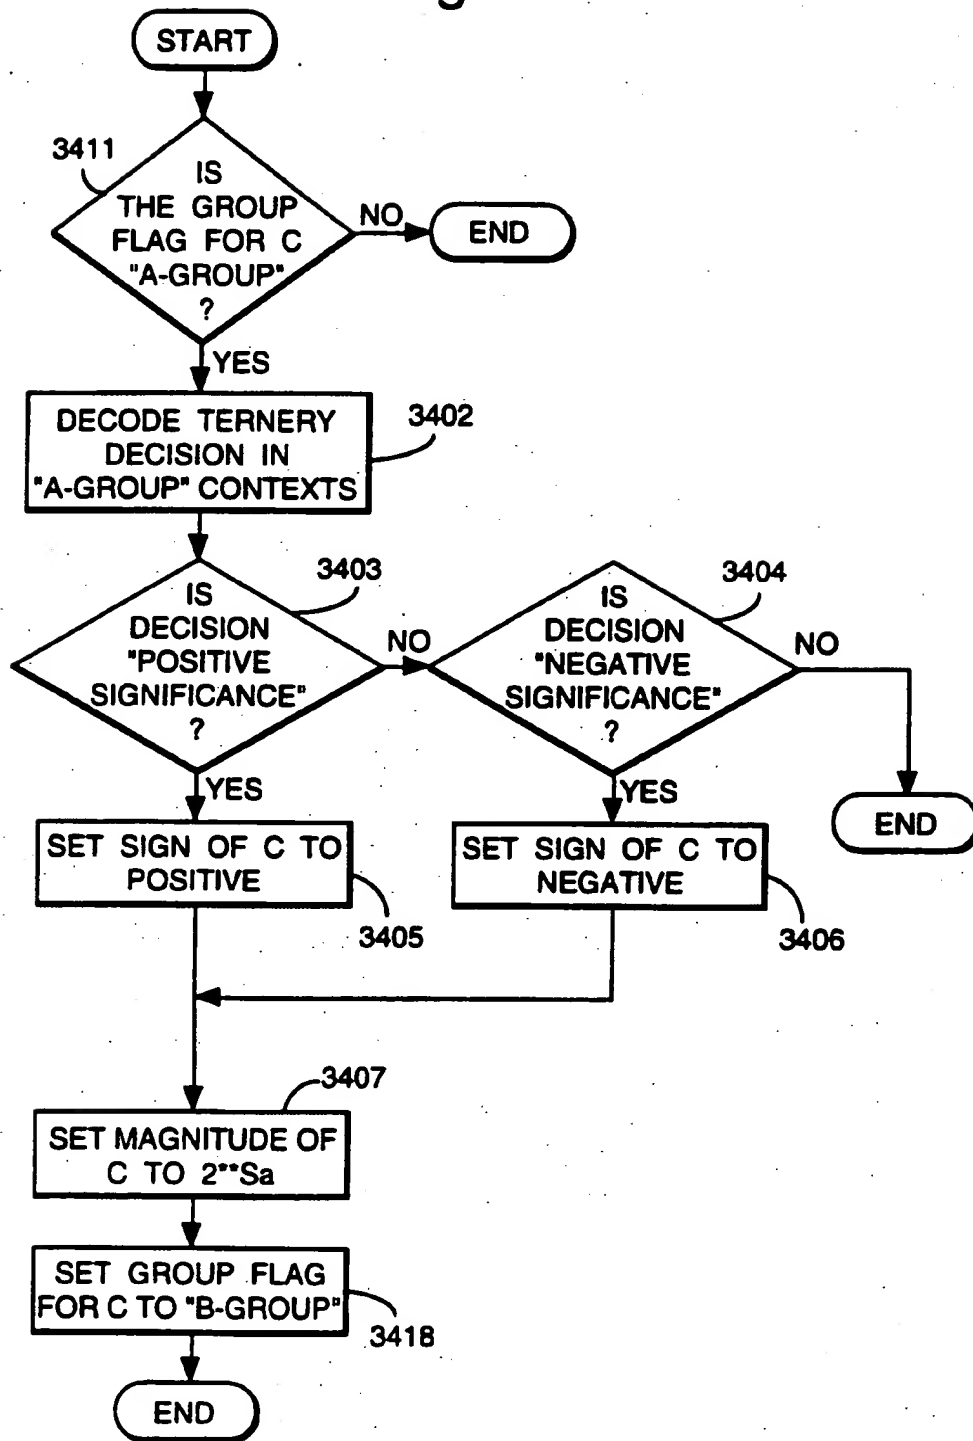 START
3411
IS
THE GROUP
FLAG FOR C
"A-GROUP"
?
NO
END
YES
DECODE TERNERY
DECISION IN
"A-GROUP" CONTEXTS
3402
3403
IS
DECISION
"POSITIVE
SIGNIFICANCE"
?
NO
3404
IS
DECISION
"NEGATIVE
SIGNIFICANCE"
?
NO
YES
YES
END
SET SIGN OF C TO
POSITIVE
3405
SET SIGN OF C TO
NEGATIVE
3406
3407
SET MAGNITUDE OF
C TO 2**Sa
SET GROUP FLAG
FOR C TO "B-GROUP"
3418
END